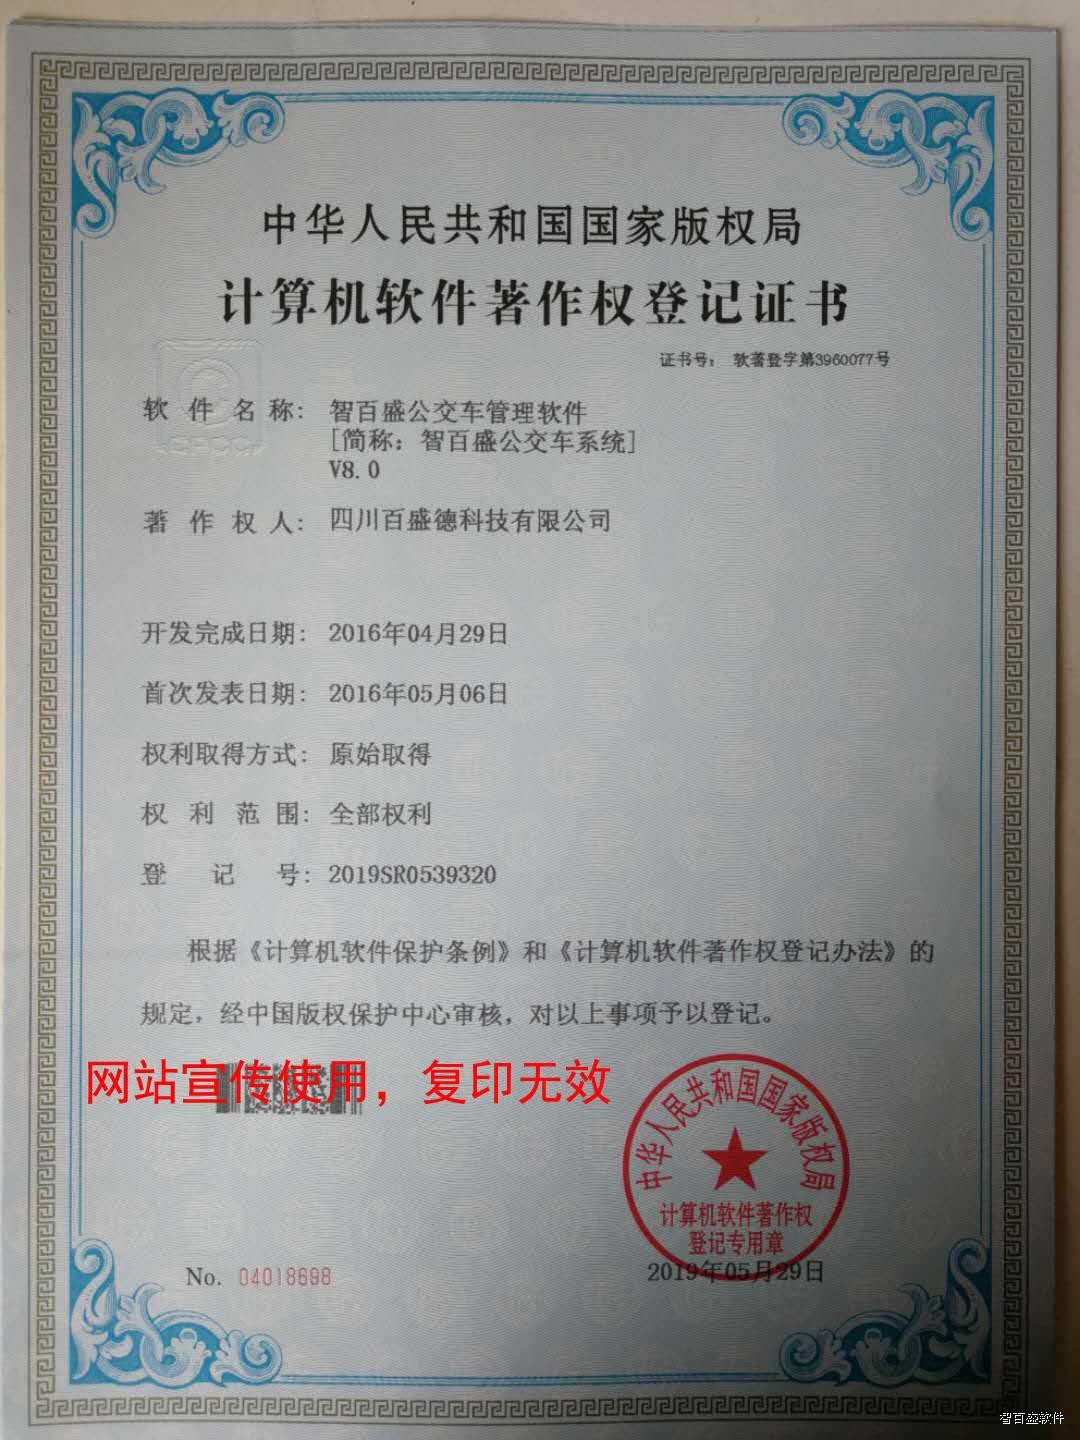 中华人民共和国国家版权局
计算机软件著作权登记证书
证书号： 软著登字第3960077号
软件名称： 智百盛公交车管理软件
[简称：智百盛公交车系统]
V8.0
著作权人： 四川百盛德科技有限公司
开发完成日期： 2016年04月29日
首次发表日期： 2016年05月06日
权利取得方式： 原始取得
权利范围： 全部权利
登记号： 2019SR0539320
根据《计算机软件保护条例》和《计算机软件著作权登记办法》的
规定，经中国版权保护中心审核，对以上事项予以登记。
网站宣传使用，复印无效
中华人民共和国国家版权局
计算机软件著作权
登记专用章
No. 04018698
2019年05月29日
智百盛软件